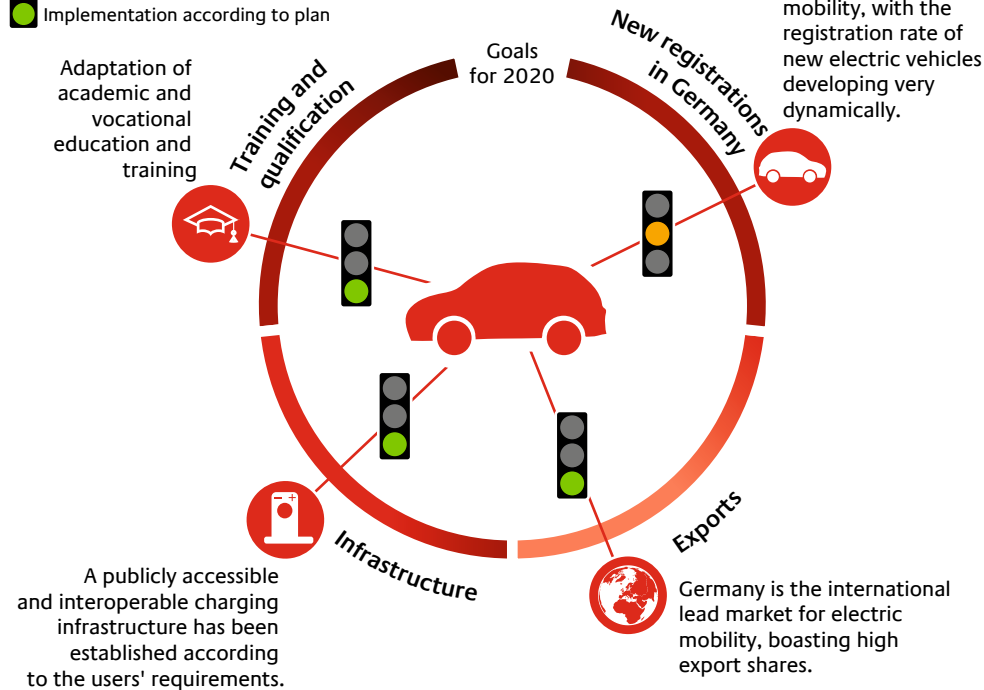 Implementation according to plan
Goals
for 2020
Training and
qualification
Adaptation of
academic and
vocational
education and
training
New registrations
in Germany
mobility, with the
registration rate of
new electric vehicles
developing very
dynamically.
Infrastructure
A publicly accessible
and interoperable charging
infrastructure has been
established according
to the users' requirements.
Exports
Germany is the international
lead market for electric
mobility, boasting high
export shares.